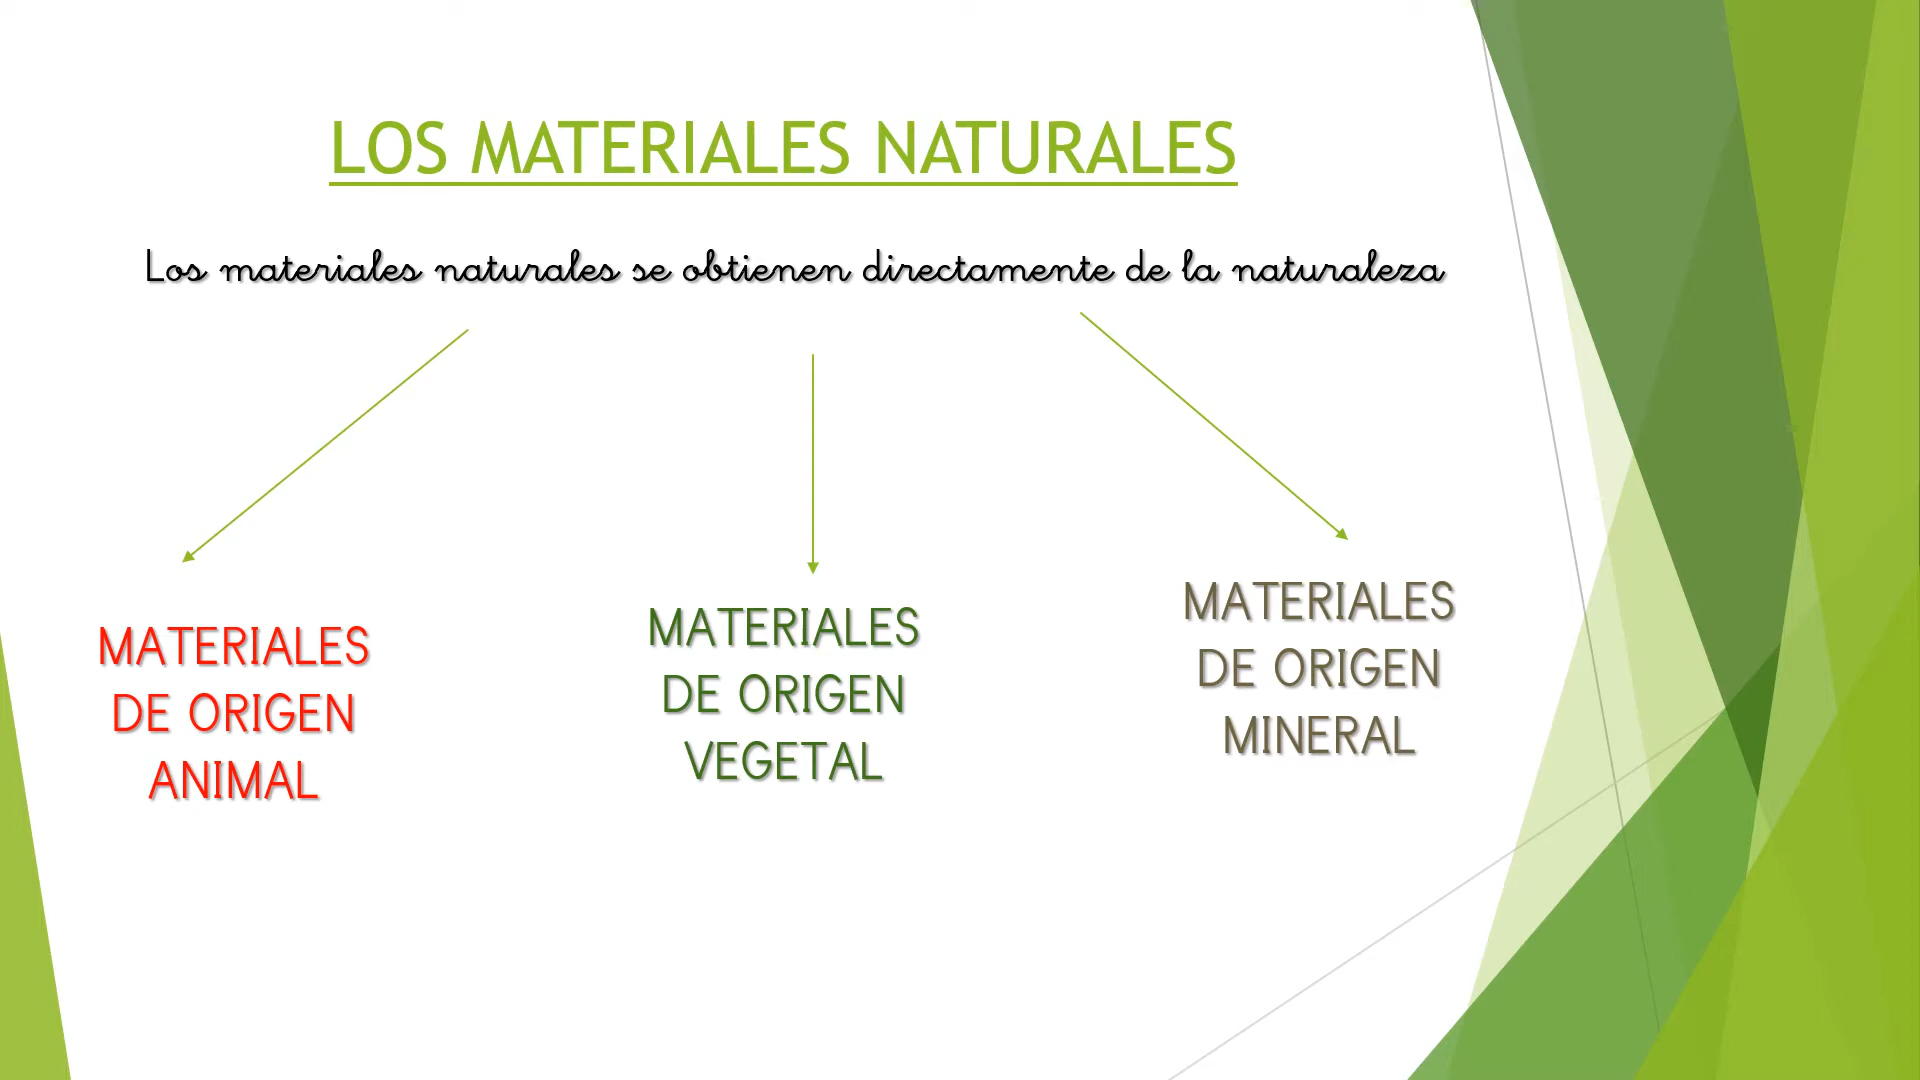 LOS MATERIALES NATURALES
Los materiales naturales se obtienen directamente de la naturaleza
MATERIALES
DE ORIGEN
ANIMAL
MATERIALES
DE ORIGEN
VEGETAL
MATERIALES
DE ORIGEN
MINERAL